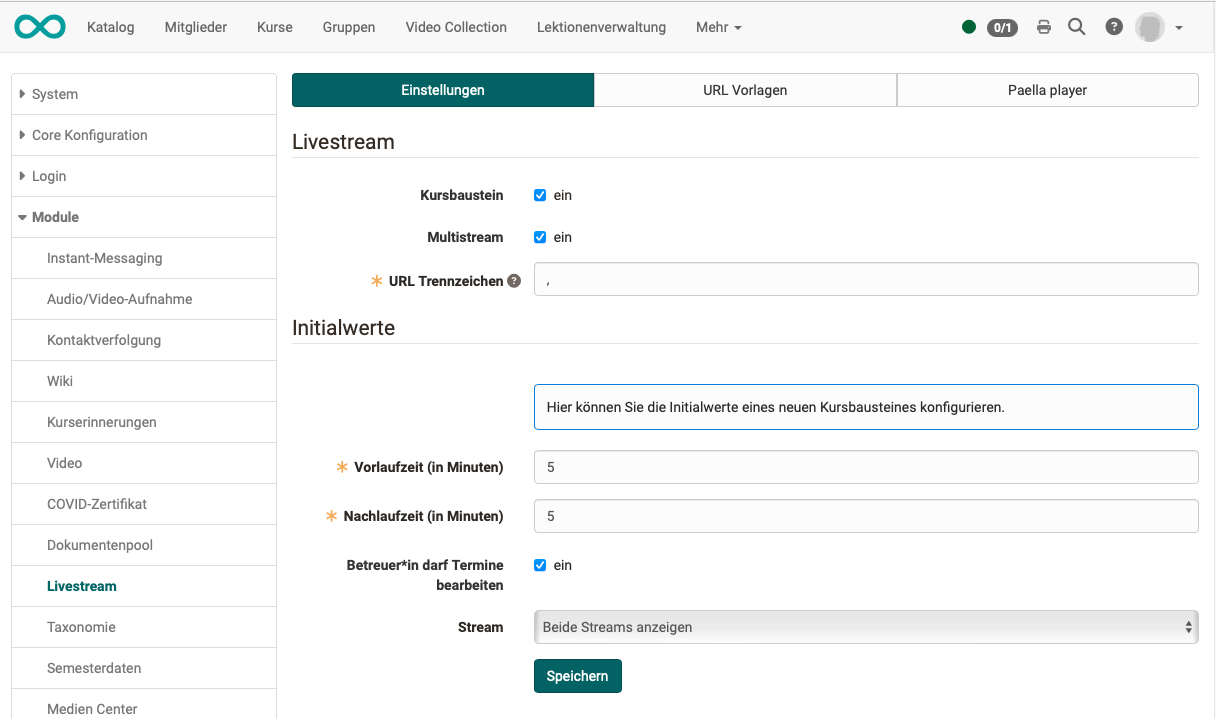 Katalog Mitglieder Kurse Gruppen Video Collection Lektionenverwaltung Mehr 0/1
System
Core Konfiguration
Login
Module
Instant-Messaging
Audio/Video-Aufnahme
Kontaktverfolgung
Wiki
Kurserinnerungen
Video
COVID-Zertifikat
Dokumentenpool
Livestream
Taxonomie
Semesterdaten
Medien Center
Einstellungen URL Vorlagen Paella player
Livestream
Kursbaustein ein
Multistream ein
URL Trennzeichen ,
Initialwerte
Hier können Sie die Initialwerte eines neuen Kursbausteines konfigurieren.
Vorlaufzeit (in Minuten) 5
Nachlaufzeit (in Minuten) 5
Betreuer*in darf Termine ein
bearbeiten
Stream Beide Streams anzeigen
Speichern